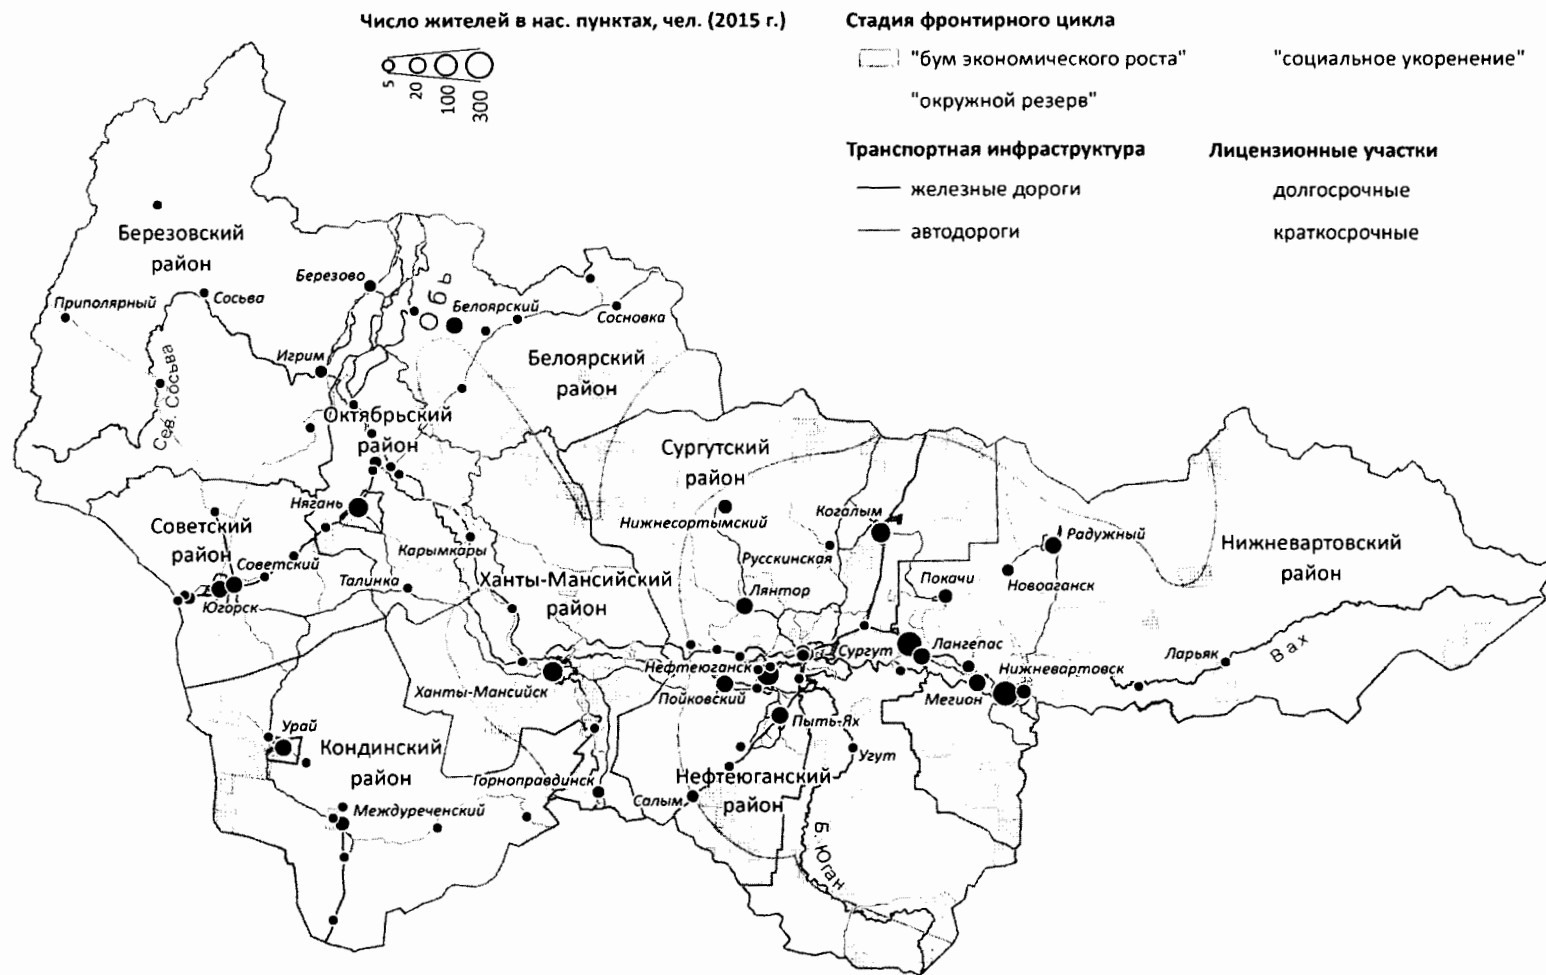 Число жителей в нас. пунктах, чел. (2015 г.)
5
20
100
300
Стадия фронтирного цикла
"бум экономического роста"
"социальное укоренение"
"окружной резерв"
Транспортная инфраструктура
Лицензионные участки
железные дороги
долгосрочные
автодороги
краткосрочные
Березовский
район
Березово
Обь
Приполярный
Сосьва
Белоярский
Сосновка
Сев. Сосьва
Игрим
Белоярский
район
Октябрьский
район
Сургутский
район
Нягань
Нижнесортымский
Когалым
Советский
район
Карымкары
Русскинская
Радужный
Нижневартовский
район
Советский
Талинка
Ханты-Мансийский
район
Покачи
Новоаганск
Югорск
Лянтор
Сургут
Лангепас
Ларьяк
Вах
Нефтеюганск
Нижневартовск
Ханты-Мансийск
Пойковский
Мегион
Урай
Пыть-Ях
Кондинский
район
Угут
Горноправдинск
Нефтеюганский
район
Салым
Междуреченский
Б. Юган